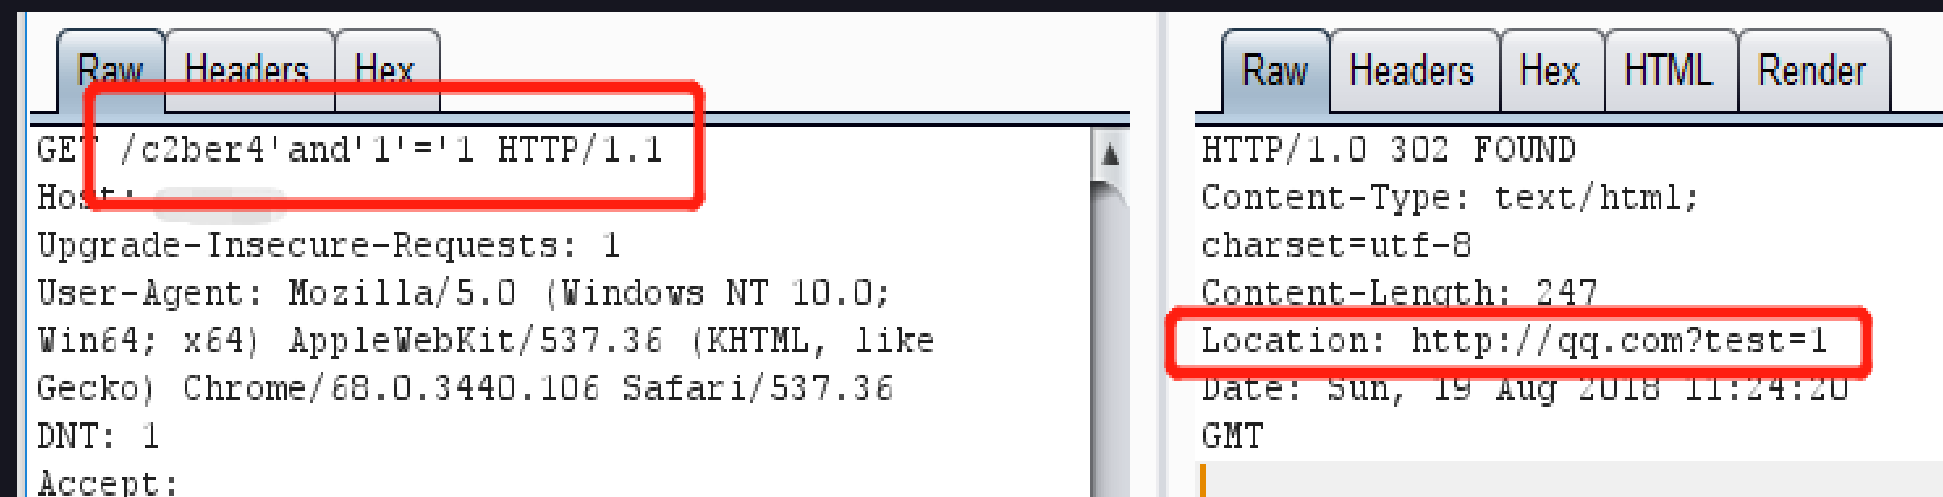 Raw Headers Hex
GET /c2ber4'and'1'='1 HTTP/1.1
Host:
Upgrade-Insecure-Requests: 1
User-Agent: Mozilla/5.0 (Windows NT 10.0;
Win64; x64) AppleWebKit/537.36 (KHTML, like
Gecko) Chrome/68.0.3440.106 Safari/537.36
DNT: 1
Accept:
Raw Headers Hex HTML Render
HTTP/1.0 302 FOUND
Content-Type: text/html;
charset=utf-8
Content-Length: 247
Location: http://qq.com?test=1
Date: Sun, 19 Aug 2018 11:24:20
GMT